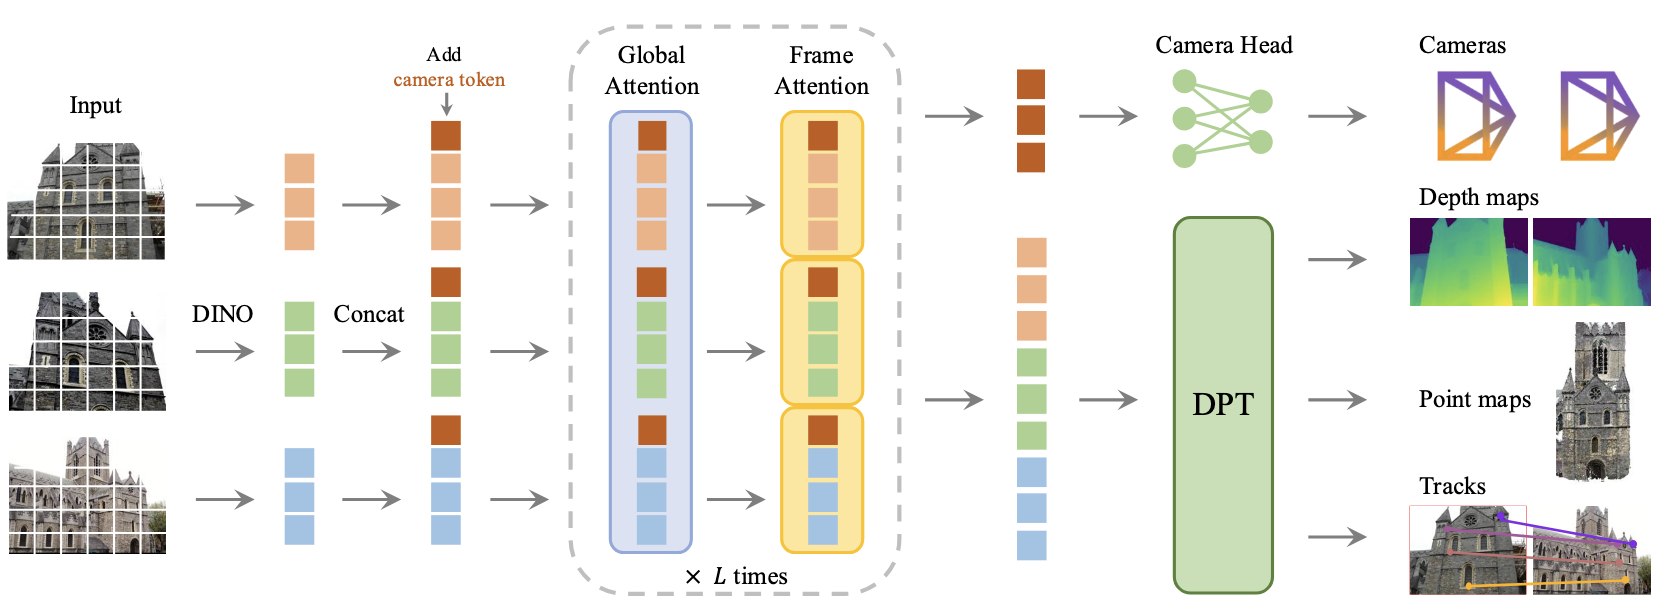 Input
DINO
Concat
Add
camera token
Global
Attention
Frame
Attention
× L times
Camera Head
DPT
Cameras
Depth maps
Point maps
Tracks